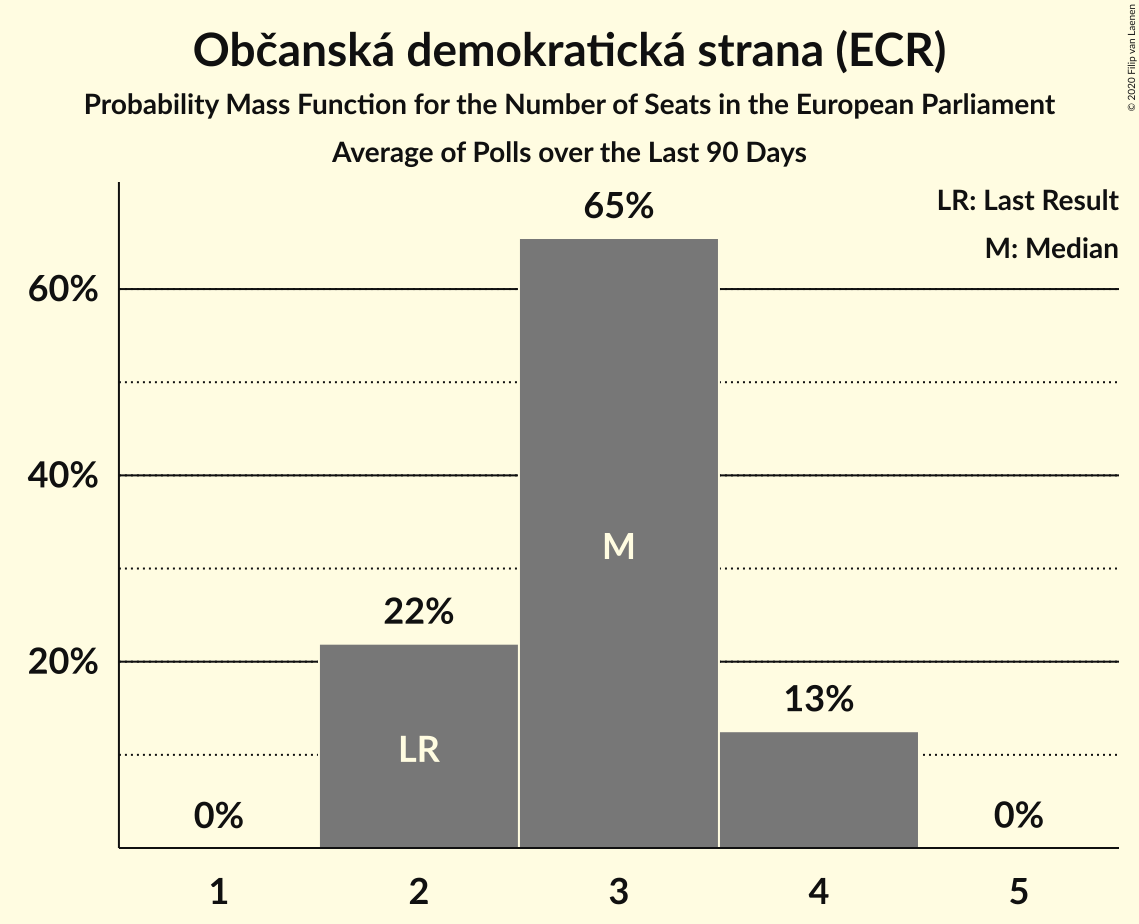 Občanská demokratická strana (ECR)
Probability Mass Function for the Number of Seats in the European Parliament
Average of Polls over the Last 90 Days
© 2020 Filip van Laenen
LR: Last Result
M: Median
65%
60%
40%
M
22%
20%
13%
LR
0%
0%
1 2 3 4 5